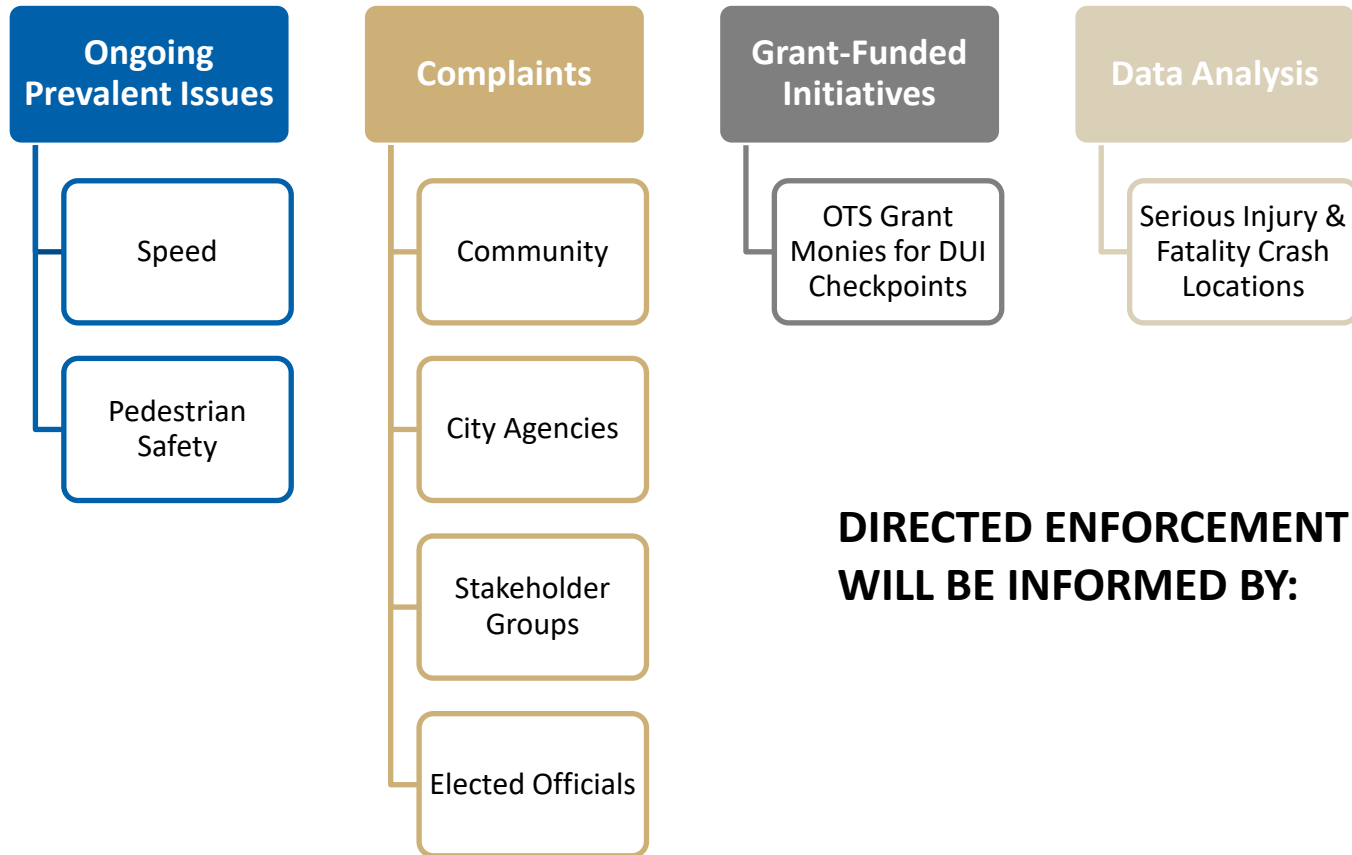 Ongoing
Prevalent Issues
Speed
Pedestrian
Safety
Complaints
Community
City Agencies
Stakeholder
Groups
Elected Officials
Grant-Funded
Initiatives
OTS Grant
Monies for DUI
Checkpoints
Data Analysis
Serious Injury &
Fatality Crash
Locations
DIRECTED ENFORCEMENT
WILL BE INFORMED BY: